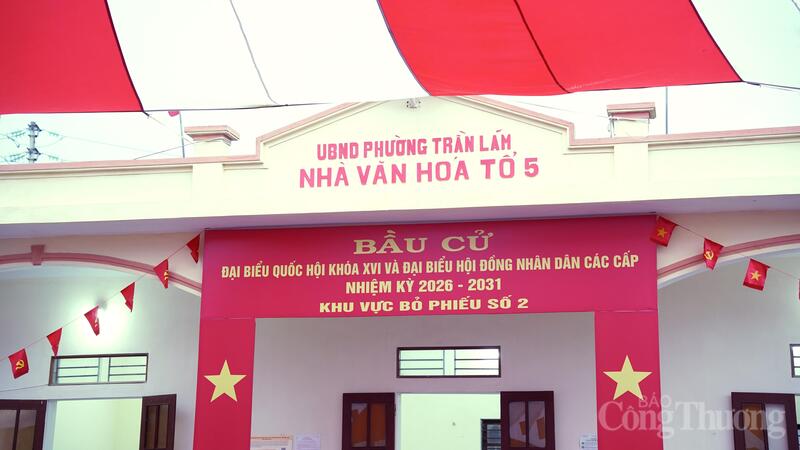 UBND PHƯỜNG TRẦN LÃM
NHÀ VĂN HOÁ TỔ 5
BẦU CỬ
ĐẠI BIỂU QUỐC HỘI KHÓA XVI VÀ ĐẠI BIỂU HỘI ĐỒNG NHÂN DÂN CÁC CẤP
NHIỆM KỲ 2026 - 2031
KHU VỰC BỎ PHIẾU SỐ 2
BÁO
Công Thương